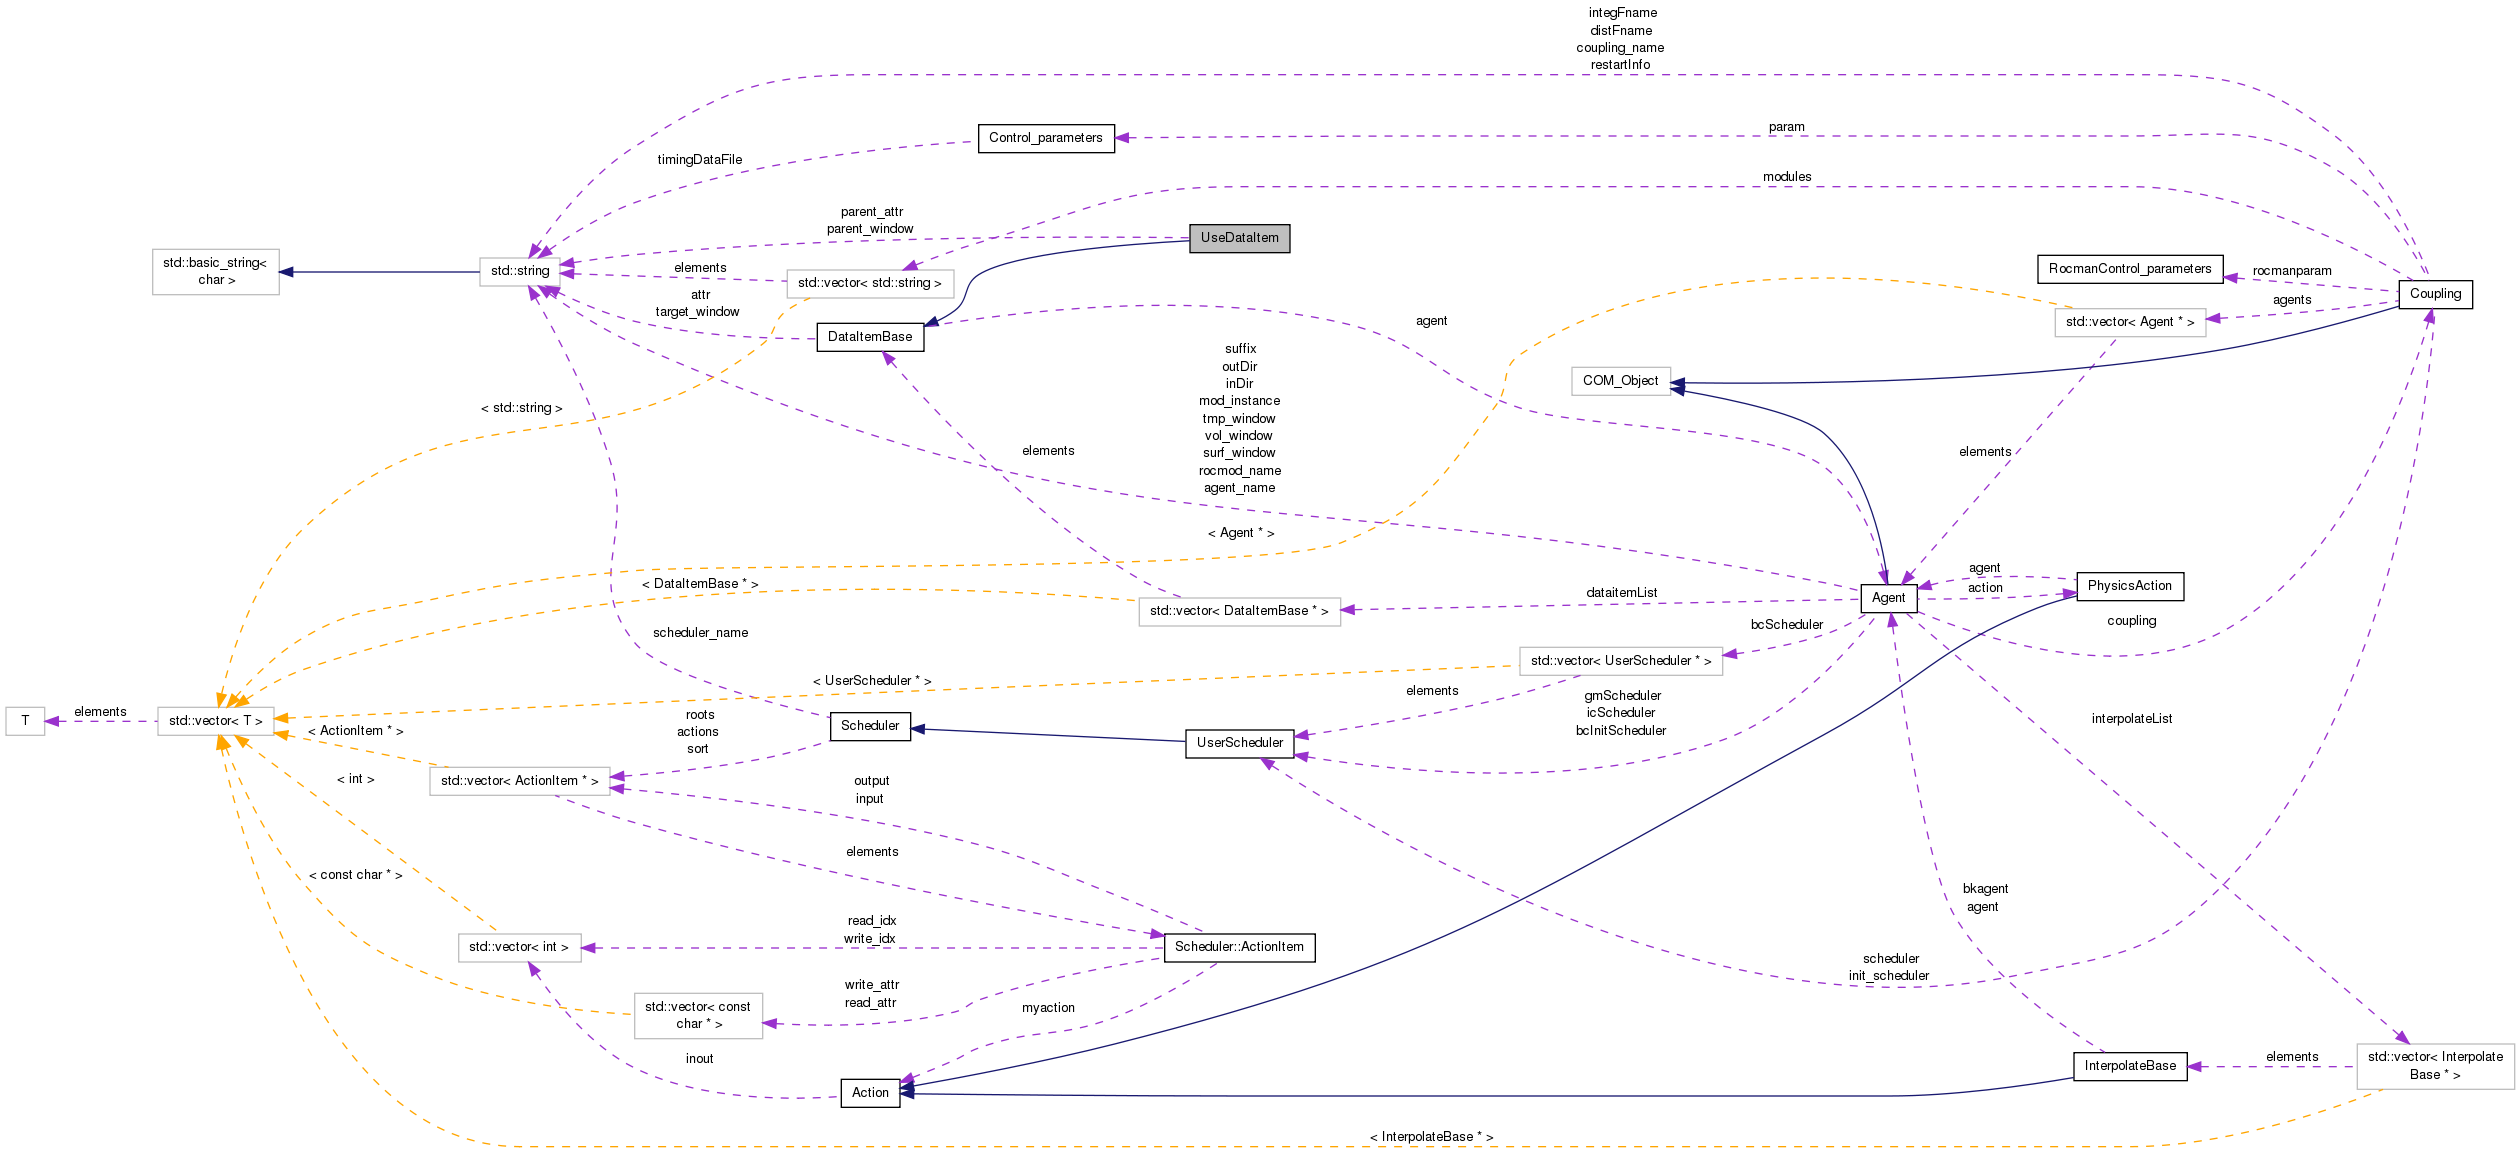 integFname
distFname
coupling_name
restartInfo
param
Control_parameters
timingDataFile
modules
parent_attr
parent_window
UseDataItem
std::basic_string<
char >
std::string
elements
std::vector< std::string >
RocmanControl_parameters
rocmanparam
Coupling
agents
std::vector< Agent * >
attr
target_window
DataItemBase
agent
COM_Object
suffix
outDir
inDir
mod_instance
tmp_window
vol_window
surf_window
rocmod_name
agent_name
< std::string >
elements
elements
< Agent * >
agent
action
PhysicsAction
Agent
< DataItemBase * >
dataitemList
std::vector< DataItemBase * >
coupling
bcScheduler
scheduler_name
std::vector< UserScheduler * >
< UserScheduler * >
elements
gmScheduler
icScheduler
bcInitScheduler
interpolateList
T
elements
std::vector< T >
< ActionItem * >
roots
actions
sort
Scheduler
UserScheduler
< int >
std::vector< ActionItem * >
output
input
elements
< const char * >
bkagent
agent
read_idx
write_idx
std::vector< int >
Scheduler::ActionItem
scheduler
init_scheduler
write_attr
read_attr
std::vector< const
char * >
myaction
inout
Action
InterpolateBase
elements
std::vector< Interpolate
Base * >
< InterpolateBase * >